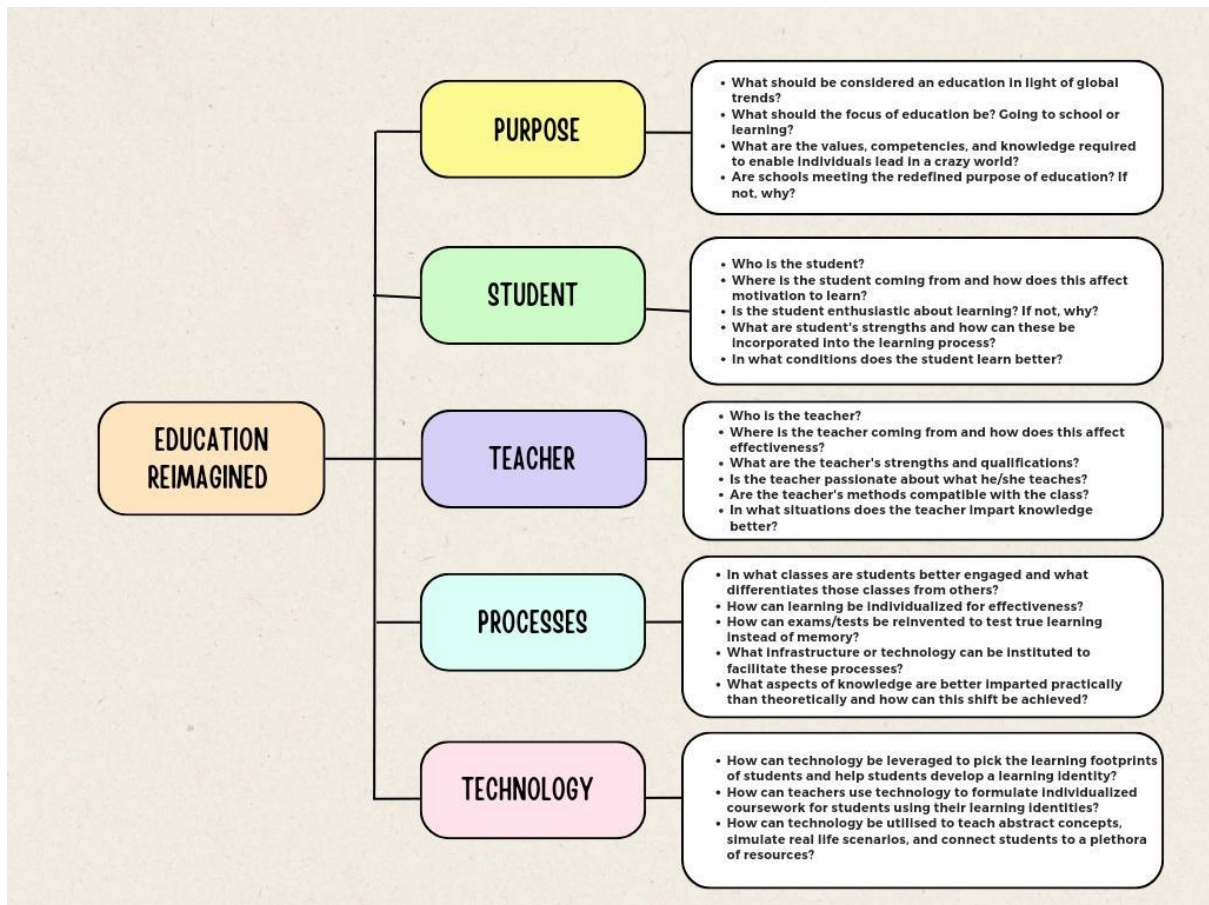 PURPOSE
• What should be considered an education in light of global
trends?
• What should the focus of education be? Going to school or
learning?
• What are the values, competencies, and knowledge required
to enable individuals lead in a crazy world?
• Are schools meeting the redefined purpose of education? If
not, why?
STUDENT
• Who is the student?
• Where is the student coming from and how does this affect
motivation to learn?
• Is the student enthusiastic about learning? If not, why?
• What are student's strengths and how can these be
incorporated into the learning process?
• In what conditions does the student learn better?
EDUCATION
REIMAGINED
TEACHER
• Who is the teacher?
• Where is the teacher coming from and how does this affect
effectiveness?
• What are the teacher's strengths and qualifications?
• Is the teacher passionate about what he/she teaches?
• Are the teacher's methods compatible with the class?
• In what situations does the teacher impart knowledge
better?
PROCESSES
• In what classes are students better engaged and what
differentiates those classes from others?
• How can learning be individualized for effectiveness?
• How can exams/tests be reinvented to test true learning
instead of memory?
• What infrastructure or technology can be instituted to
facilitate these processes?
• What aspects of knowledge are better imparted practically
than theoretically and how can this shift be achieved?
TECHNOLOGY
• How can technology be leveraged to pick the learning footprints
of students and help students develop a learning identity?
• How can teachers use technology to formulate individualized
coursework for students using their learning identities?
• How can technology be utilised to teach abstract concepts,
simulate real life scenarios, and connect students to a plethora
of resources?